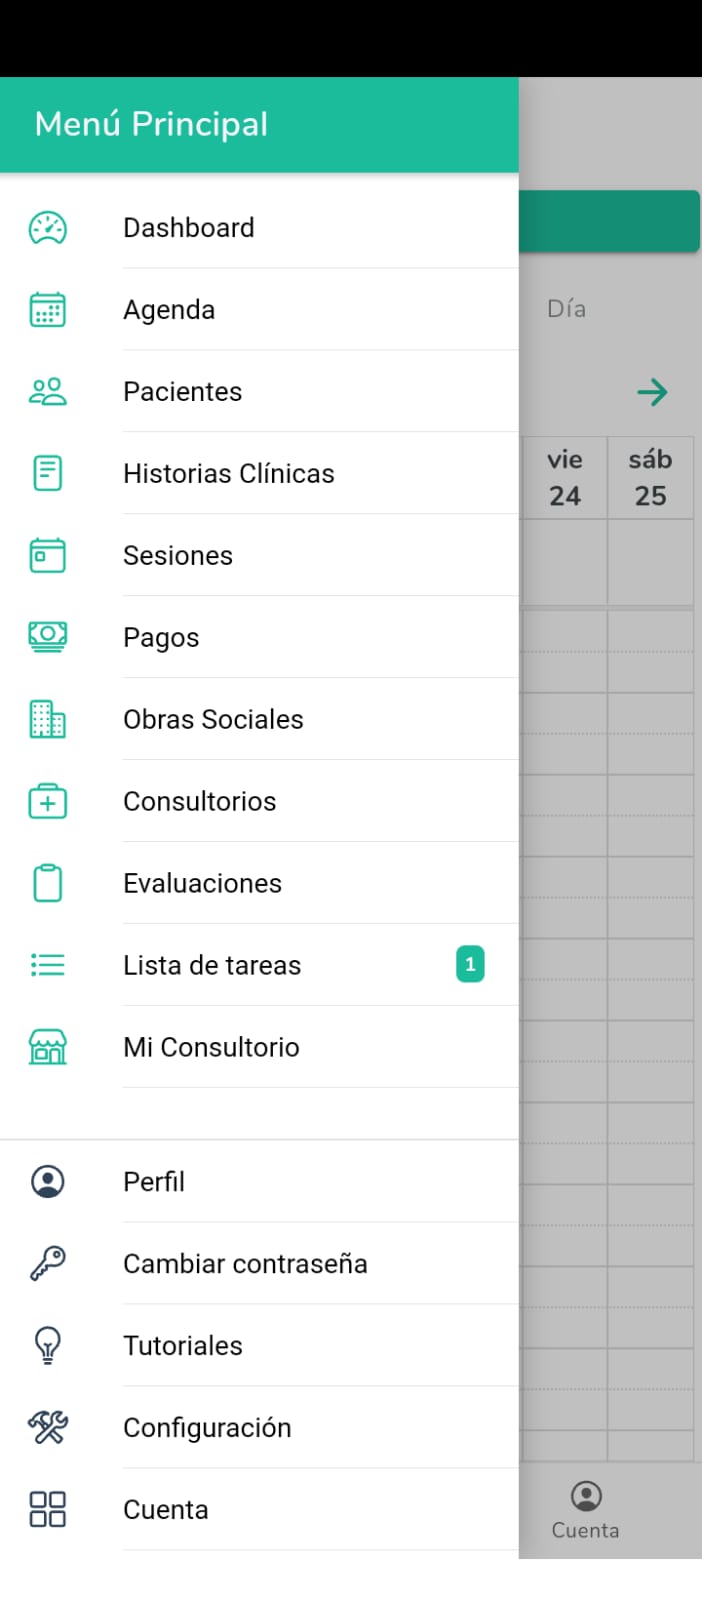 Menú Principal
Dashboard
Agenda
Pacientes
Historias Clínicas
Sesiones
Pagos
Obras Sociales
Consultorios
Evaluaciones
Lista de tareas 1
Mi Consultorio
Perfil
Cambiar contraseña
Tutoriales
Configuración
Cuenta
Día
vie sáb
24 25
Cuenta